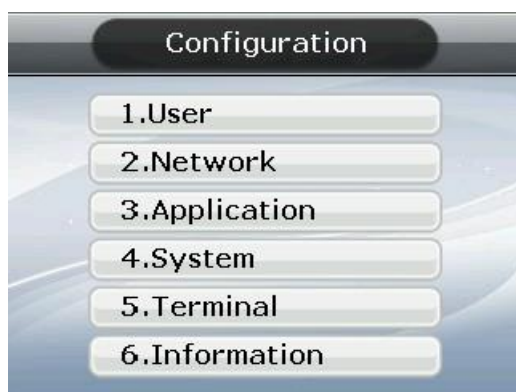 Configuration
1.User
2.Network
3.Application
4.System
5.Terminal
6.Information